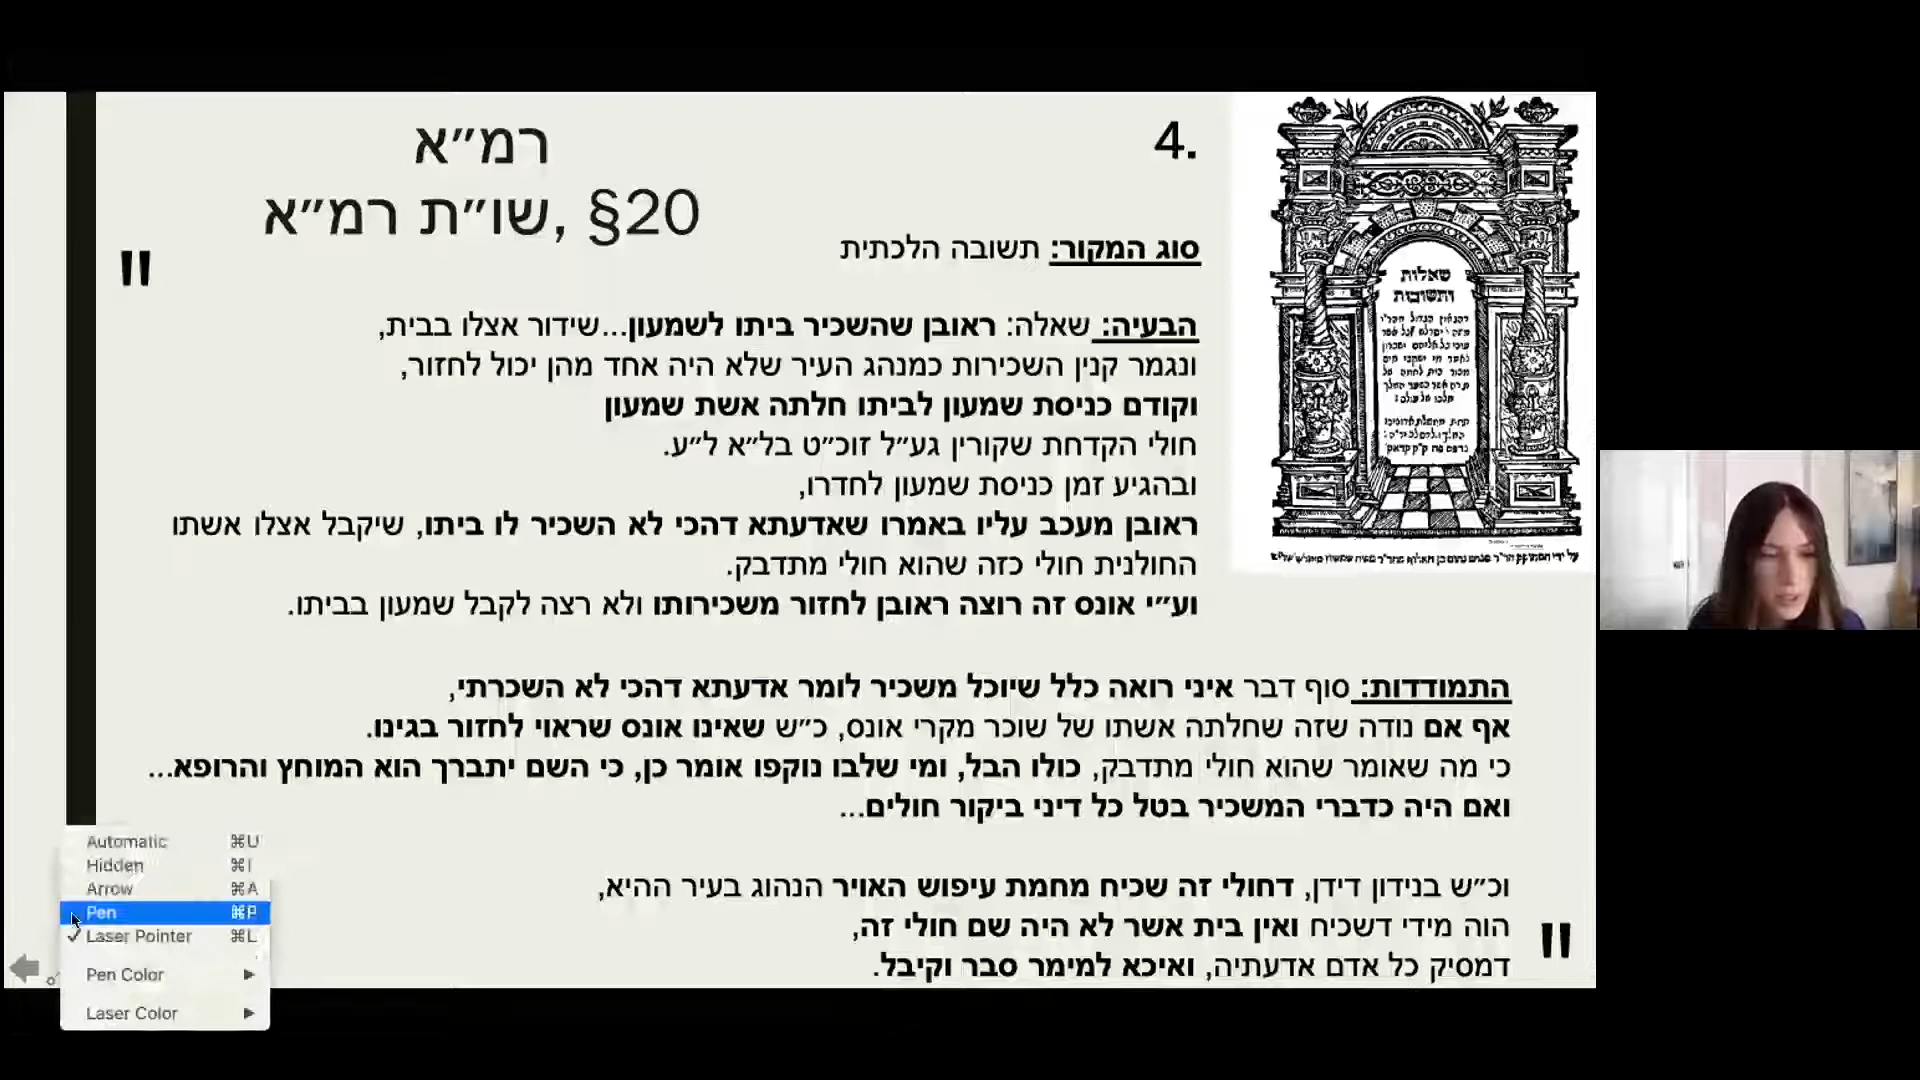 רמ״א
שו״ת רמ״א, §20
4.
"
סוג המקור: תשובה הלכתית
הבעיה: שאלה: ראובן שהשכיר ביתו לשמעון...שידור אצלו בבית,
ונגמר קנין השכירות כמנהג העיר שלא היה אחד מהן יכול לחזור,
וקודם כניסת שמעון לביתו חלתה אשת שמעון
חולי הקדחת שקורין גע״ל זוכ״ט בל״א ל״ע.
ובהגיע זמן כניסת שמעון לחדרו,
ראובן מעכב עליו באמרו שאדעתא דהכי לא השכיר לו ביתו, שיקבל אצלו אשתו
החולנית חולי כזה שהוא חולי מתדבק.
וע״י אונס זה רוצה ראובן לחזור משכירותו ולא רצה לקבל שמעון בביתו.
התמודדות: סוף דבר איני רואה כלל שיוכל משכיר לומר אדעתא דהכי לא השכרתי,
אף אם נודה שזה שחלתה אשתו של שוכר מקרי אונס, כ״ש שאינו אונס שראוי לחזור בגינו.
כי מה שאומר שהוא חולי מתדבק, כולו הבל, ומי שלבו נוקפו אומר כן, כי השם יתברך הוא המוחץ והרופא...
ואם היה כדברי המשכיר בטל כל דיני ביקור חולים...
וכ״ש בנידון דידן, דחולי זה שכיח מחמת עיפוש האויר הנהוג בעיר ההיא,
הוה מידי דשכיח ואין בית אשר לא היה שם חולי זה,
דמסיק כל אדם אדעתיה, ואיכא למימר סבר וקיבל.
"
שאלות
ותשובות
Automatic ⌘U
Hidden ⌘I
Arrow ⌘A
Pen ⌘P
✓ Laser Pointer ⌘L
Pen Color ▶
Laser Color ▶